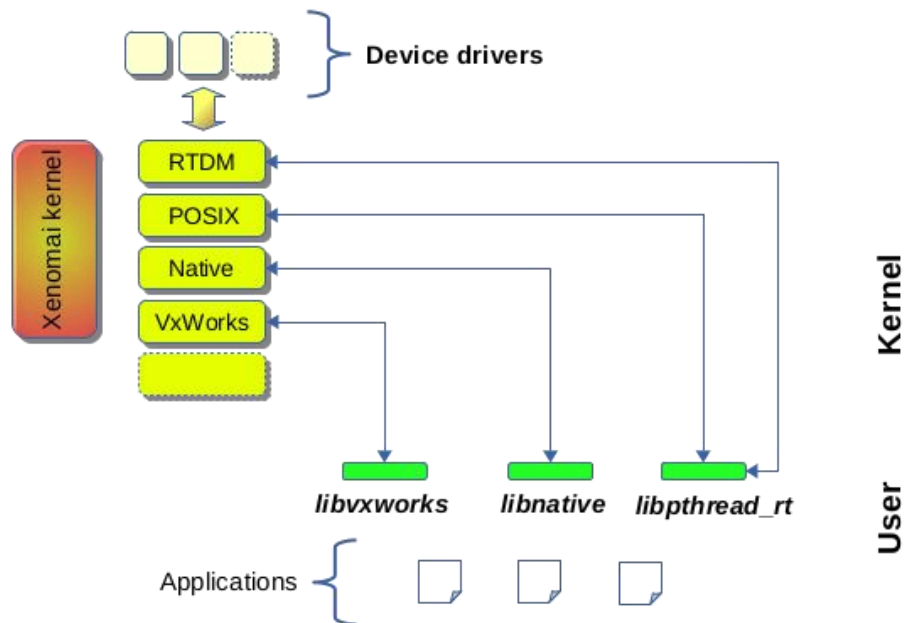 Device drivers
Xenomai kernel
RTDM
POSIX
Native
VxWorks
Kernel
libvxworks
libnative
libpthread_rt
User
Applications